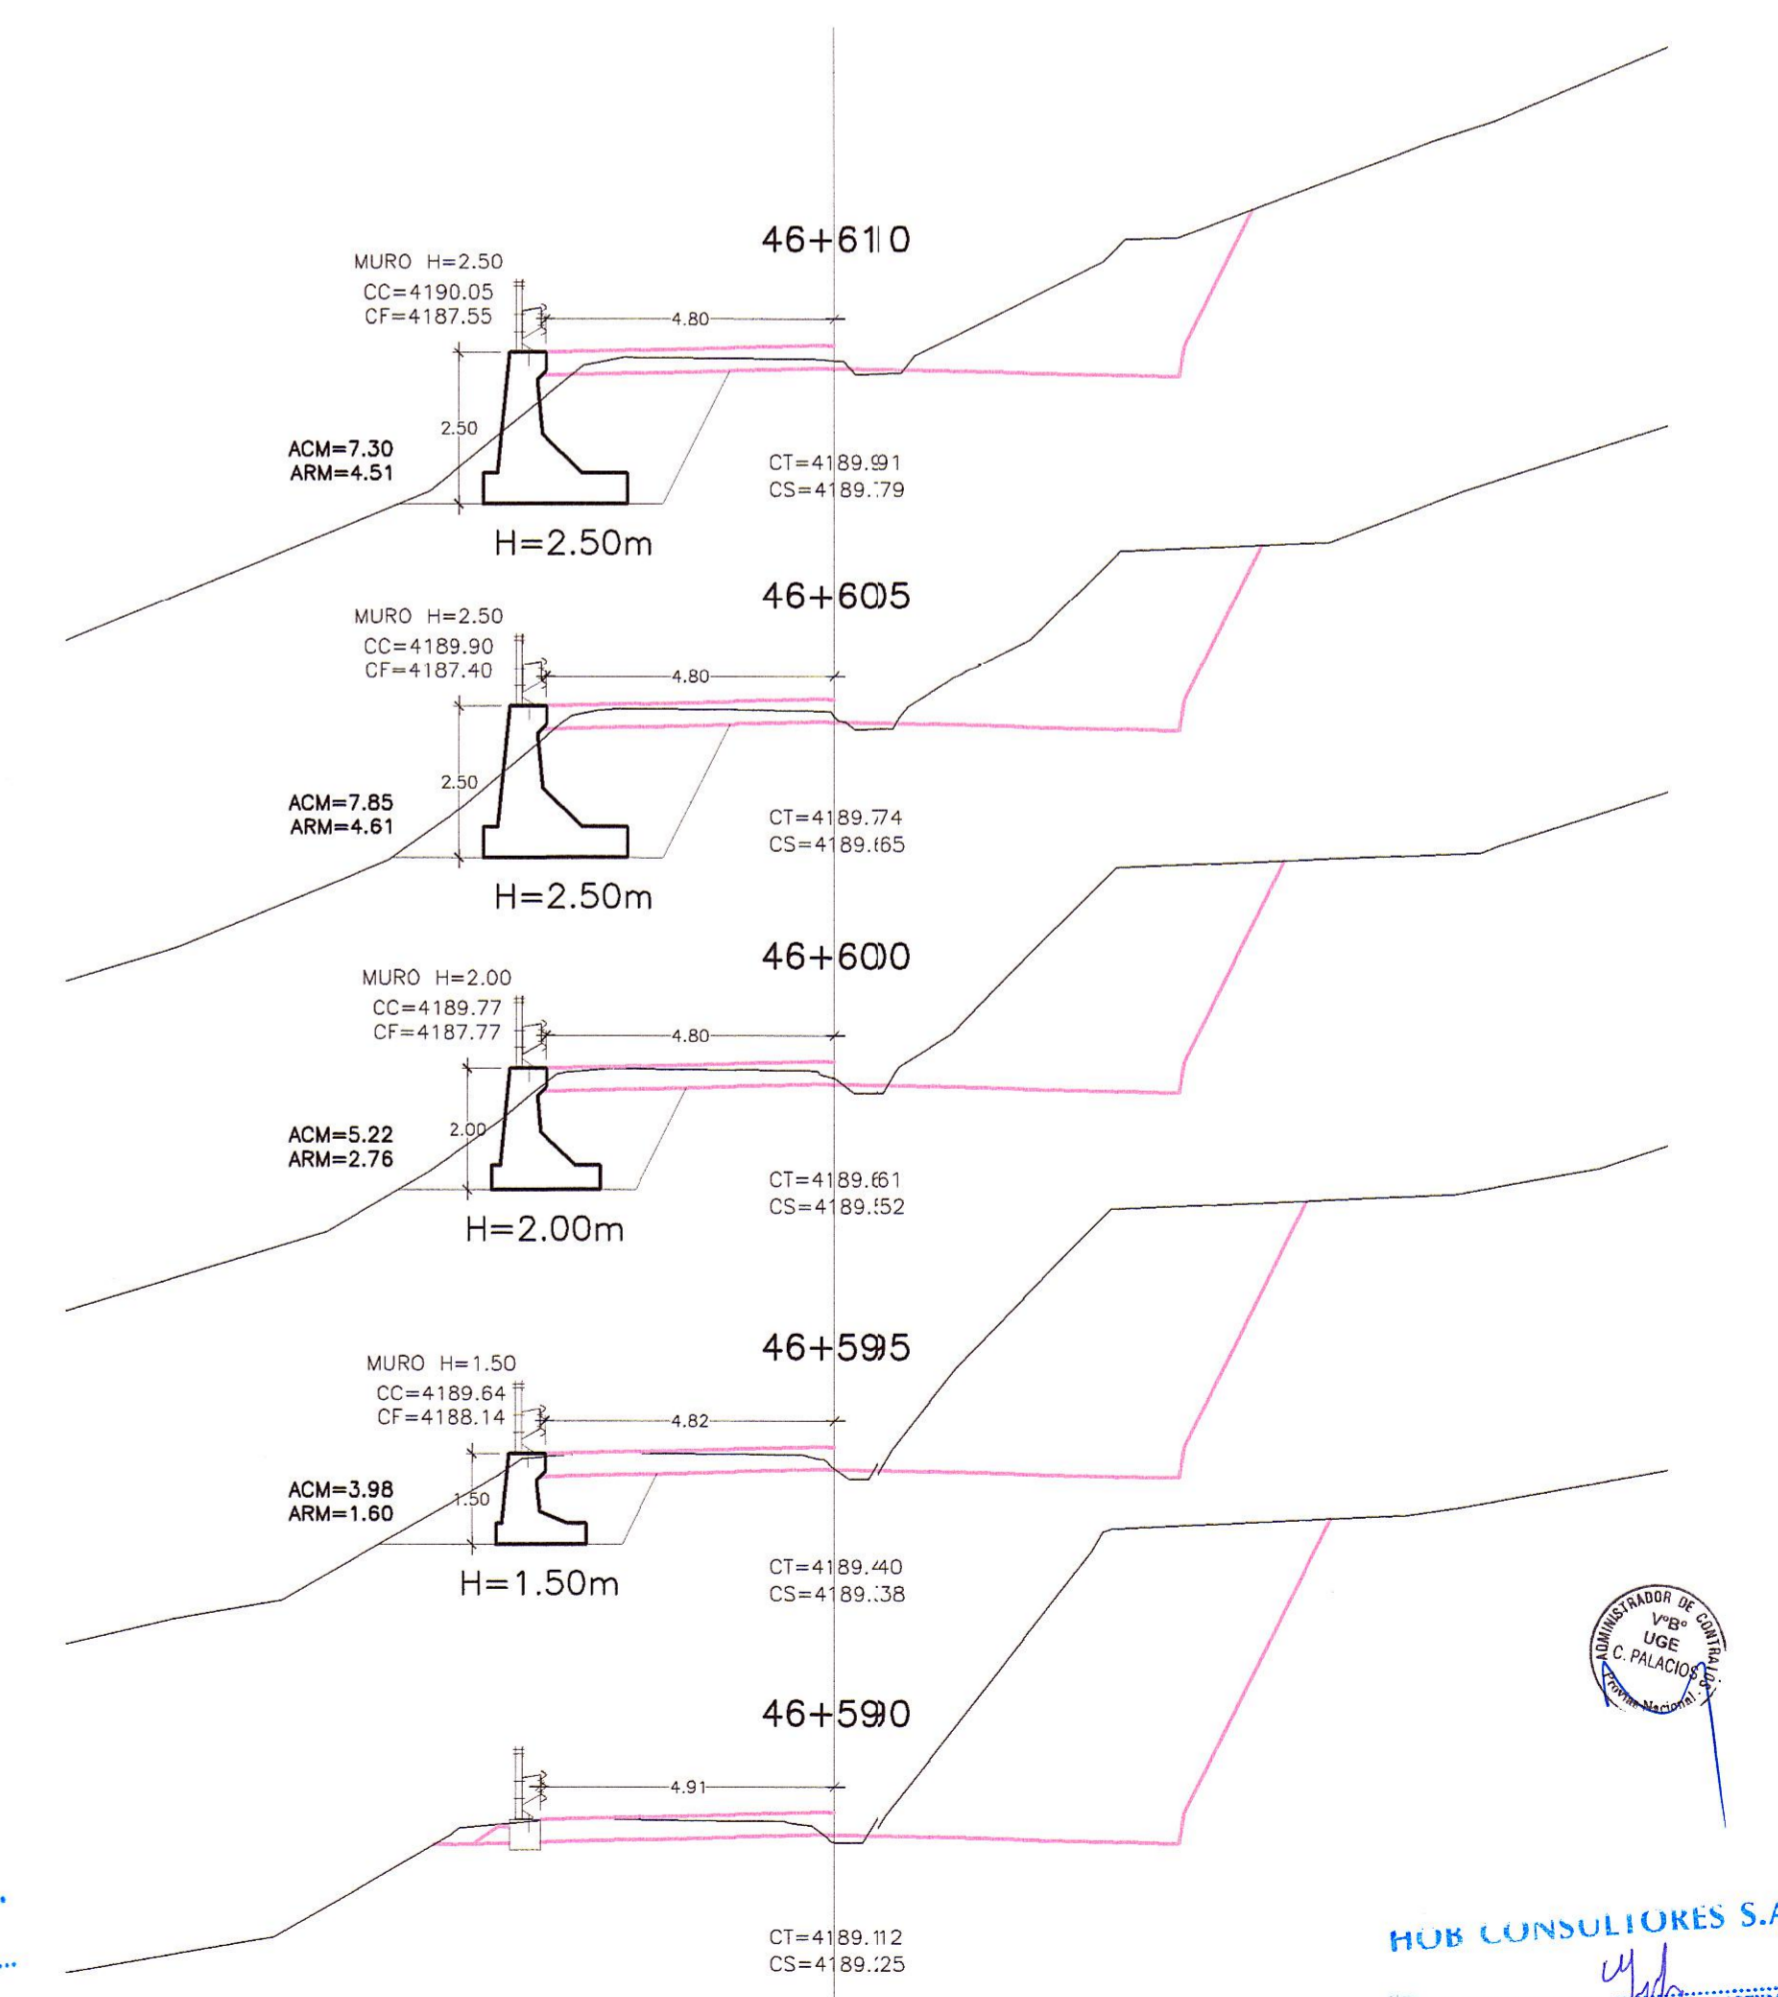 46+610
MURO H=2.50
CC=4190.05
CF=4187.55
4.80
2.50
ACM=7.30
ARM=4.51
CT=4189.91
CS=4189.79
H=2.50m
46+605
MURO H=2.50
CC=4189.90
CF=4187.40
4.80
2.50
ACM=7.85
ARM=4.61
CT=4189.74
CS=4189.65
H=2.50m
46+600
MURO H=2.00
CC=4189.77
CF=4187.77
4.80
2.00
ACM=5.22
ARM=2.76
CT=4189.61
CS=4189.52
H=2.00m
46+595
MURO H=1.50
CC=4189.64
CF=4188.14
4.82
1.50
ACM=3.98
ARM=1.60
CT=4189.40
CS=4189.38
H=1.50m
46+590
4.91
CT=4189.12
CS=4189.25
ADMINISTRADOR DE CONTRATOS
V°B°
UGE
C. PALACIOS
Provias Nacional
HOB CONSULTORES S.A